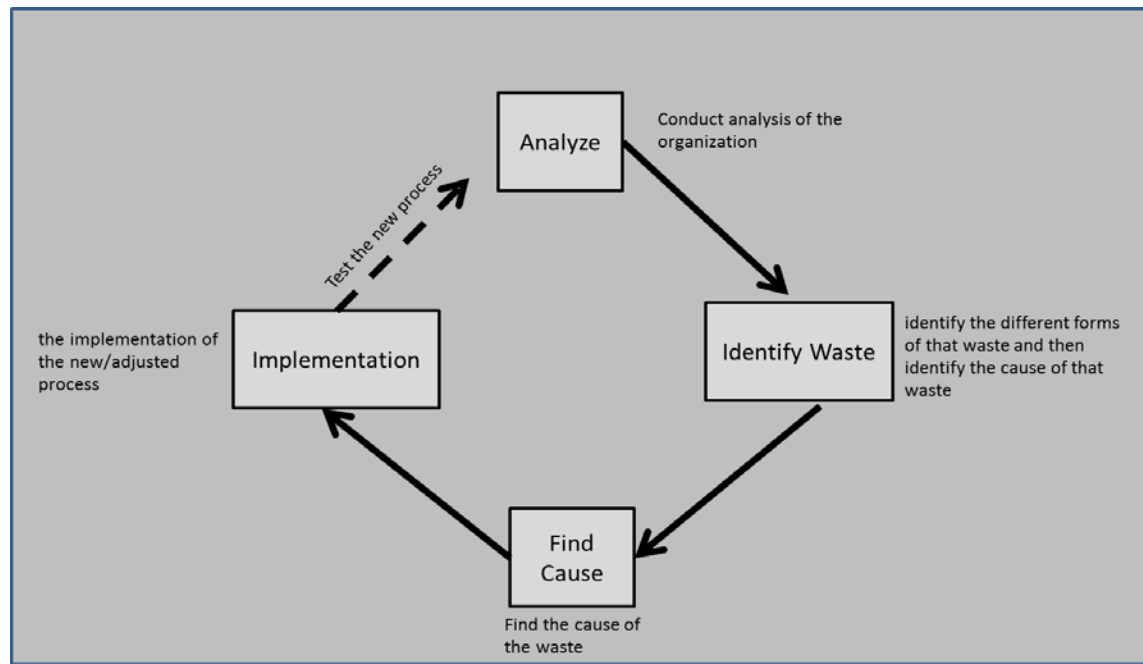 Analyze
Conduct analysis of the
organization
Test the new process
Identify Waste
identify the different forms
of that waste and then
identify the cause of that
waste
Find
Cause
Find the cause of
the waste
Implementation
the implementation of
the new/adjusted
process